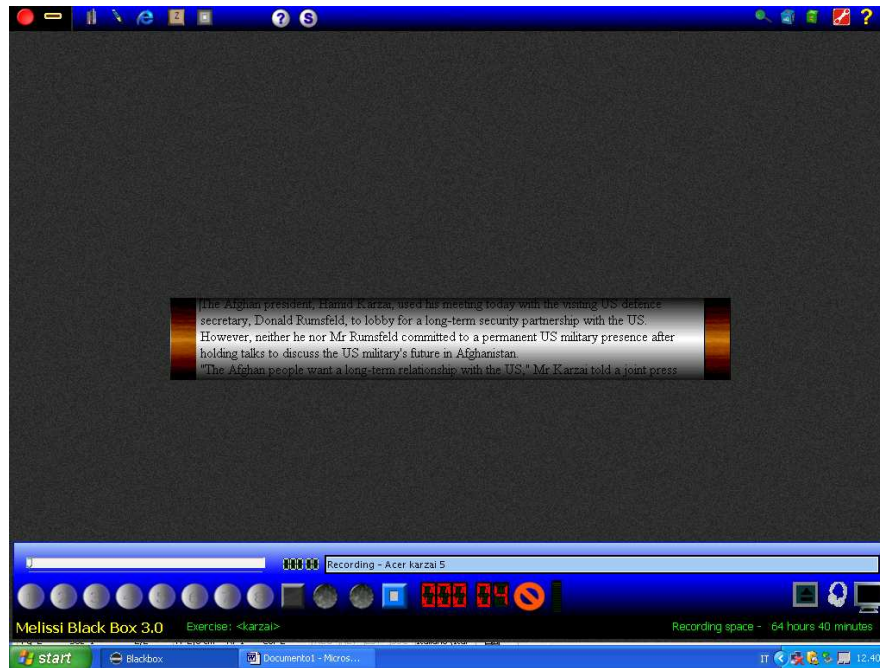 Z
? S
?
The Afghan president, Hamid Karzai, used his meeting today with the visiting US defence
secretary, Donald Rumsfeld, to lobby for a long-term security partnership with the US.
However, neither he nor Mr Rumsfeld committed to a permanent US military presence after
holding talks to discuss the US military's future in Afghanistan.
"The Afghan people want a long-term relationship with the US," Mr Karzai told a joint press
Recording - Acer karzai 5
Melissi Black Box 3.0
Exercise: <karzai>
Recording space - 64 hours 40 minutes
start
Blackbox
Documento1 - Micros...
IT
12.40